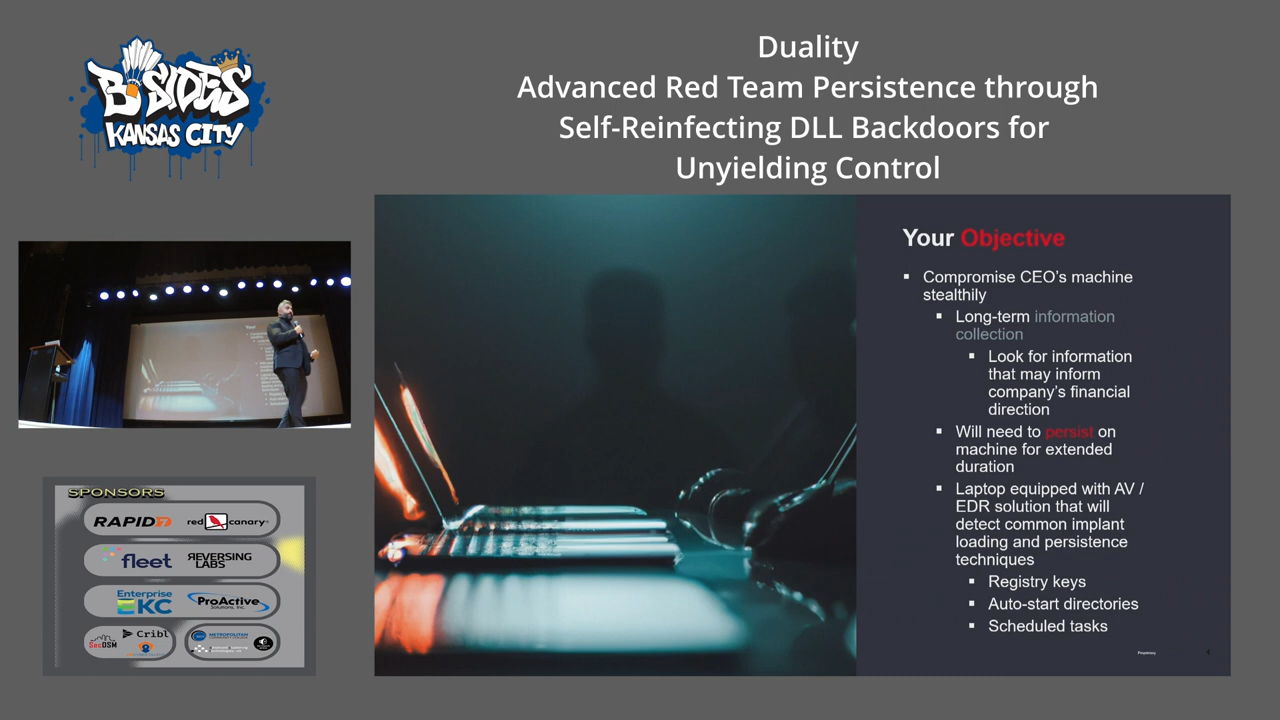 B SIDES
KANSAS CITY
Duality
Advanced Red Team Persistence through
Self-Reinfecting DLL Backdoors for
Unyielding Control
Your Objective
Compromise CEO's machine
stealthily
Long-term information
collection
Look for information
that may inform
company's financial
direction
Will need to persist on
machine for extended
duration
Laptop equipped with AV /
EDR solution that will
detect common implant
loading and persistence
techniques
Registry keys
Auto-start directories
Scheduled tasks
Proprietary
4
SPONSORS
RAPID7
red canary
fleet
REVERSING
LABS
Enterprise
KC
ProActive
Solutions, Inc.
SecDSM
Cribl
METROPOLITAN